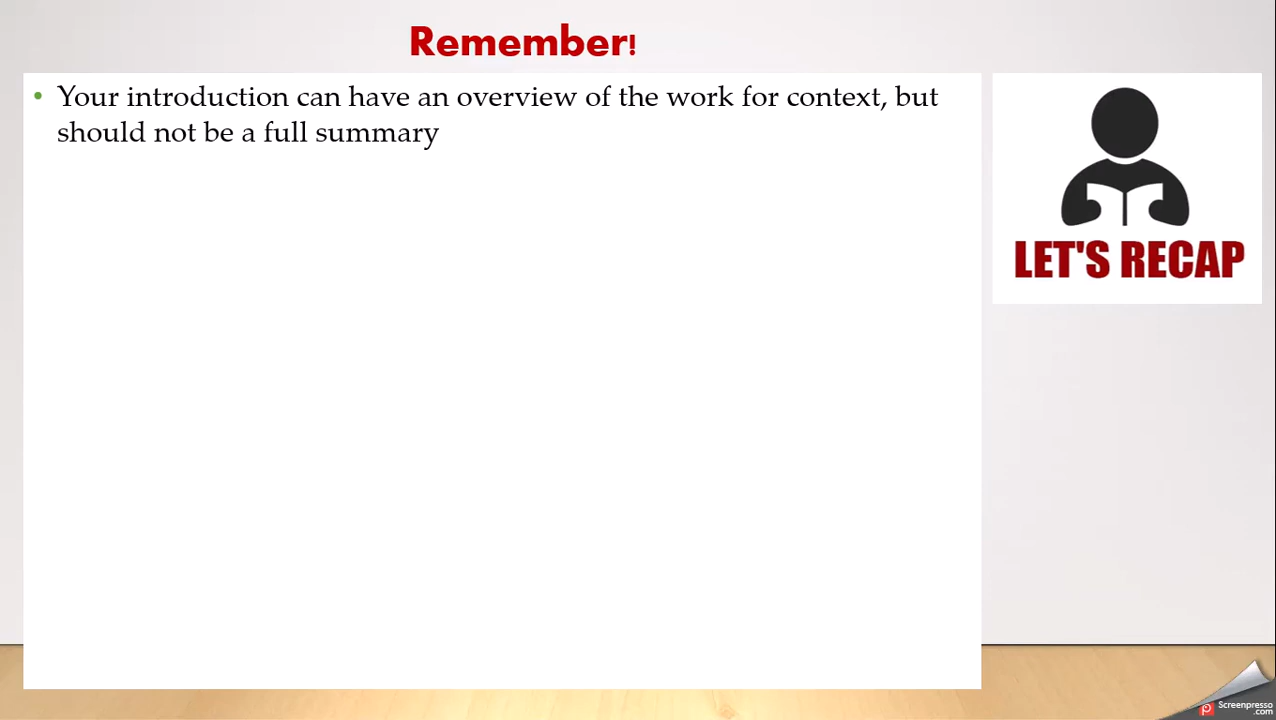 Remember!
• Your introduction can have an overview of the work for context, but
should not be a full summary
LET'S RECAP
Screenpresso
.com